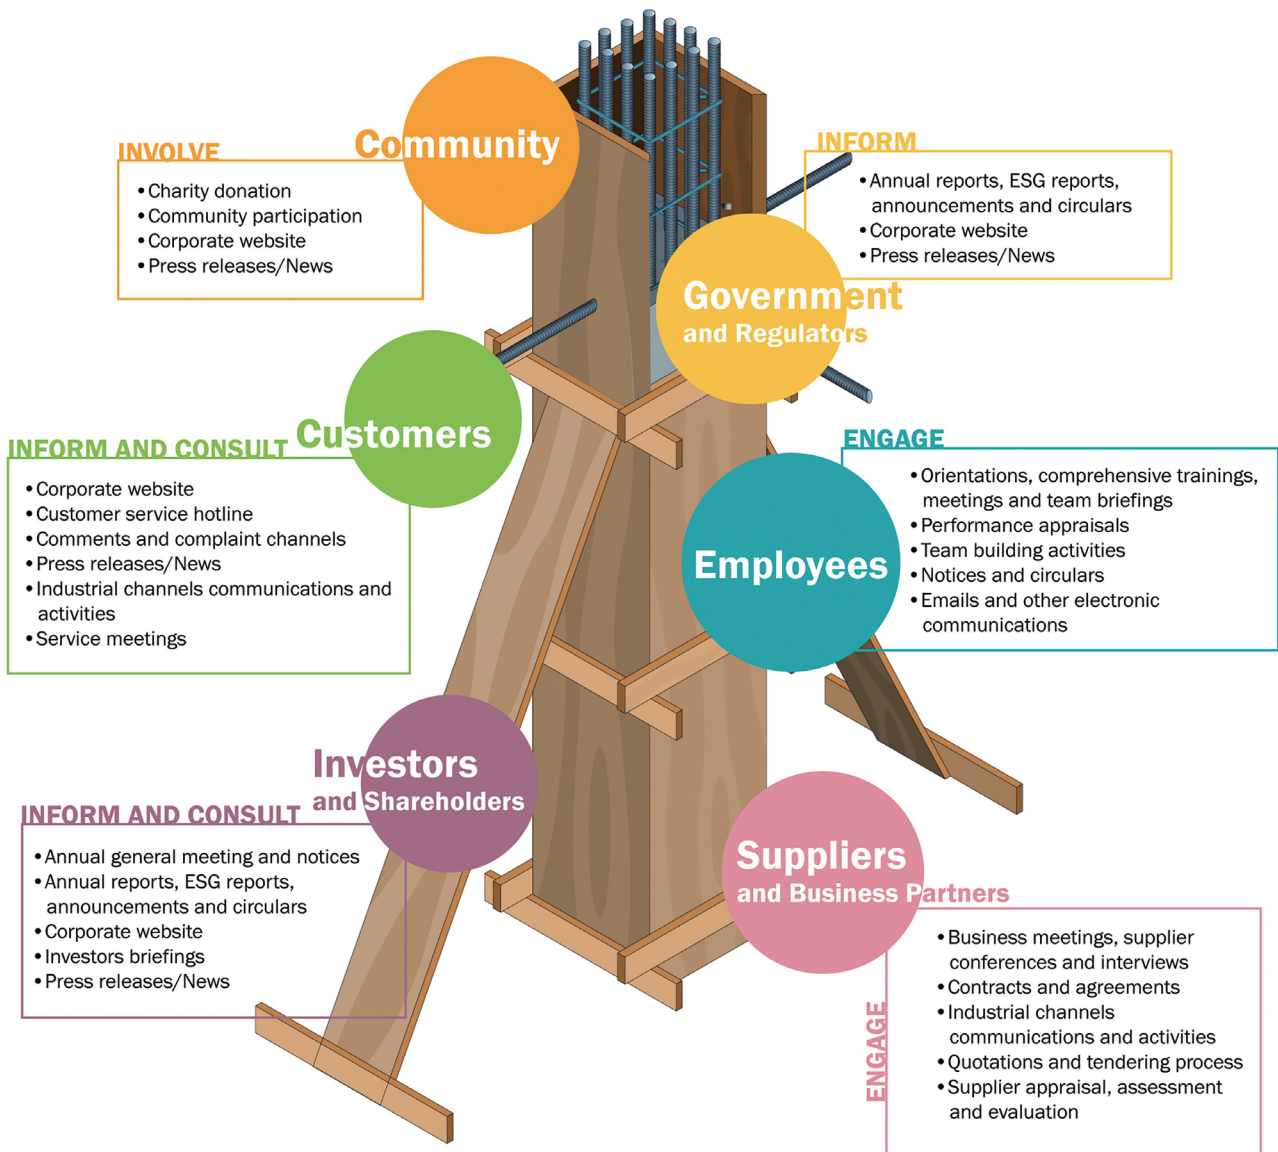 Community
INVOLVE
•Charity donation
•Community participation
•Corporate website
•Press releases/News
INFORM
•Annual reports, ESG reports,
announcements and circulars
•Corporate website
•Press releases/News
Government
and Regulators
Customers
INFORM AND CONSULT
•Corporate website
•Customer service hotline
•Comments and complaint channels
•Press releases/News
•Industrial channels communications and
activities
•Service meetings
ENGAGE
•Orientations, comprehensive trainings,
meetings and team briefings
•Performance appraisals
•Team building activities
•Notices and circulars
•Emails and other electronic
communications
Employees
Investors
and Shareholders
INFORM AND CONSULT
•Annual general meeting and notices
•Annual reports, ESG reports,
announcements and circulars
•Corporate website
•Investors briefings
•Press releases/News
Suppliers
and Business Partners
ENGAGE
•Business meetings, supplier
conferences and interviews
•Contracts and agreements
•Industrial channels
communications and activities
•Quotations and tendering process
•Supplier appraisal, assessment
and evaluation